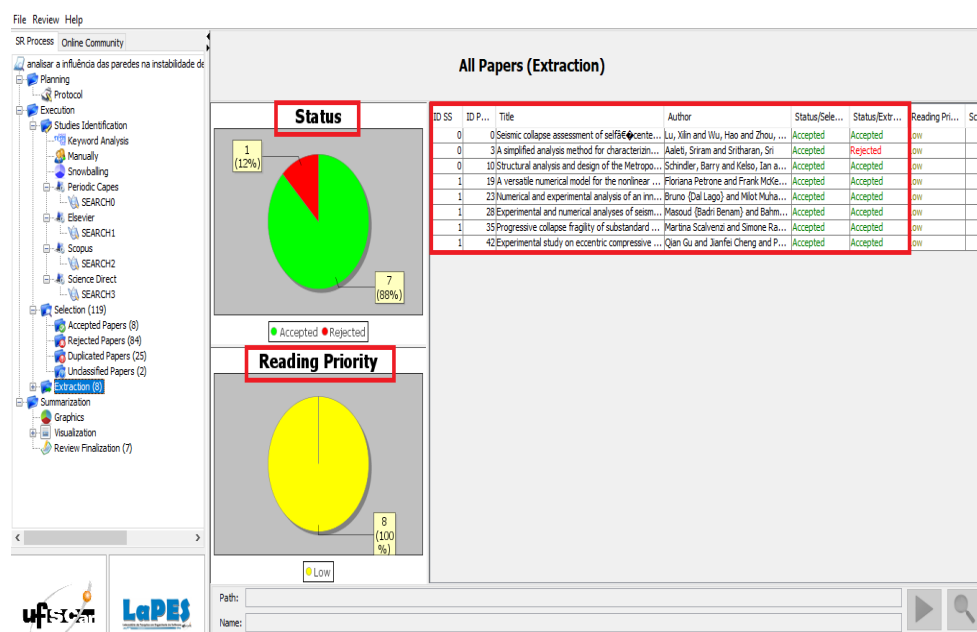 File Review Help
SR Process Online Community
analisar a influência das paredes na instabilidade de
Planning
Protocol
Execution
Studies Identification
Keyword Analysis
Manually
Snowballing
Periodic Capes
SEARCH0
Elsevier
SEARCH1
Scopus
SEARCH2
Science Direct
SEARCH3
Selection (119)
Accepted Papers (8)
Rejected Papers (84)
Duplicated Papers (25)
Unclassified Papers (2)
Extraction (8)
Summarization
Graphics
Visualization
Review Finalization (7)
ufscar
LaPES
All Papers (Extraction)
Status
1
(12%)
7
(88%)
Accepted Rejected
Reading Priority
8
(100
%)
Low
ID SS ID P... Title Author Status/Sele... Status/Extr... Reading Pri... Sc
0 0 Seismic collapse assessment of selfâ€�cente... Lu, Xilin and Wu, Hao and Zhou, ... Accepted Accepted Low
0 3 A simplified analysis method for characterizin... Aaleti, Sriram and Sritharan, Sri Accepted Rejected Low
0 10 Structural analysis and design of the Metropo... Schindler, Barry and Kelso, Ian a... Accepted Accepted Low
1 19 A versatile numerical model for the nonlinear ... Floriana Petrone and Frank McKe... Accepted Accepted Low
1 23 Numerical and experimental analysis of an inn... Bruno {Dal Lago} and Milot Muha... Accepted Accepted Low
1 28 Experimental and numerical analyses of seism... Masoud {Badri Benam} and Bahm... Accepted Accepted Low
1 35 Progressive collapse fragility of substandard ... Martina Scalvenzi and Simone Ra... Accepted Accepted Low
1 42 Experimental study on eccentric compressive ... Qian Gu and Jianfei Cheng and P... Accepted Accepted Low
Path:
Name: